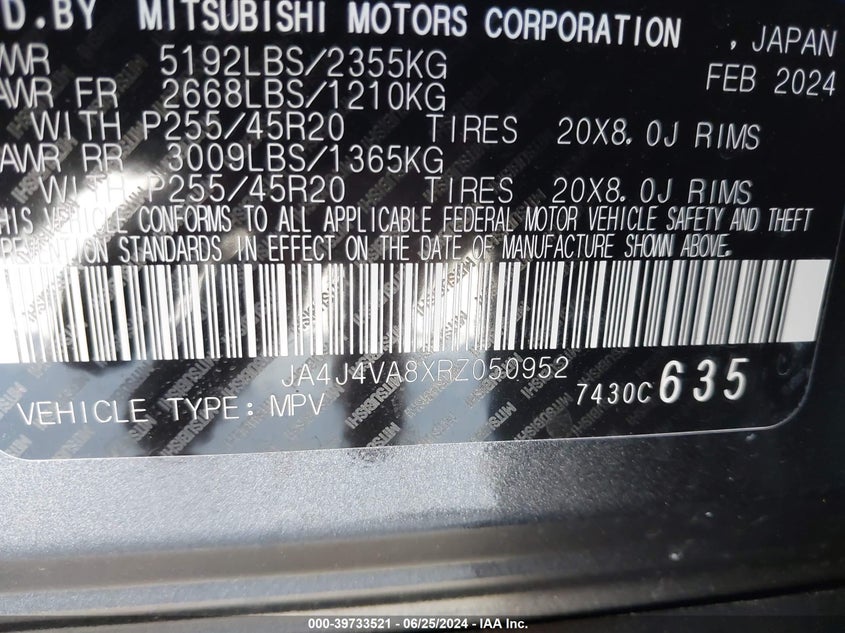 D.BY MITSUBISHI MOTORS CORPORATION , JAPAN
WR 5192LBS/2355KG FEB 2024
AWR FR 2668LBS/1210KG
WITH P255/45R20 TIRES 20X8.0J RIMS
AWR RR 3009LBS/1365KG
WITH P255/45R20 TIRES 20X8.0J RIMS
THIS VEHICLE CONFORMS TO ALL APPLICABLE FEDERAL MOTOR VEHICLE SAFETY AND THEFT
PREVENTION STANDARDS IN EFFECT ON THE DATE OF MANUFACTURE SHOWN ABOVE.
JA4J4VA8XRZ050952
7430C 635
VEHICLE TYPE: MPV
000-39733521 - 06/25/2024 - IAA Inc.